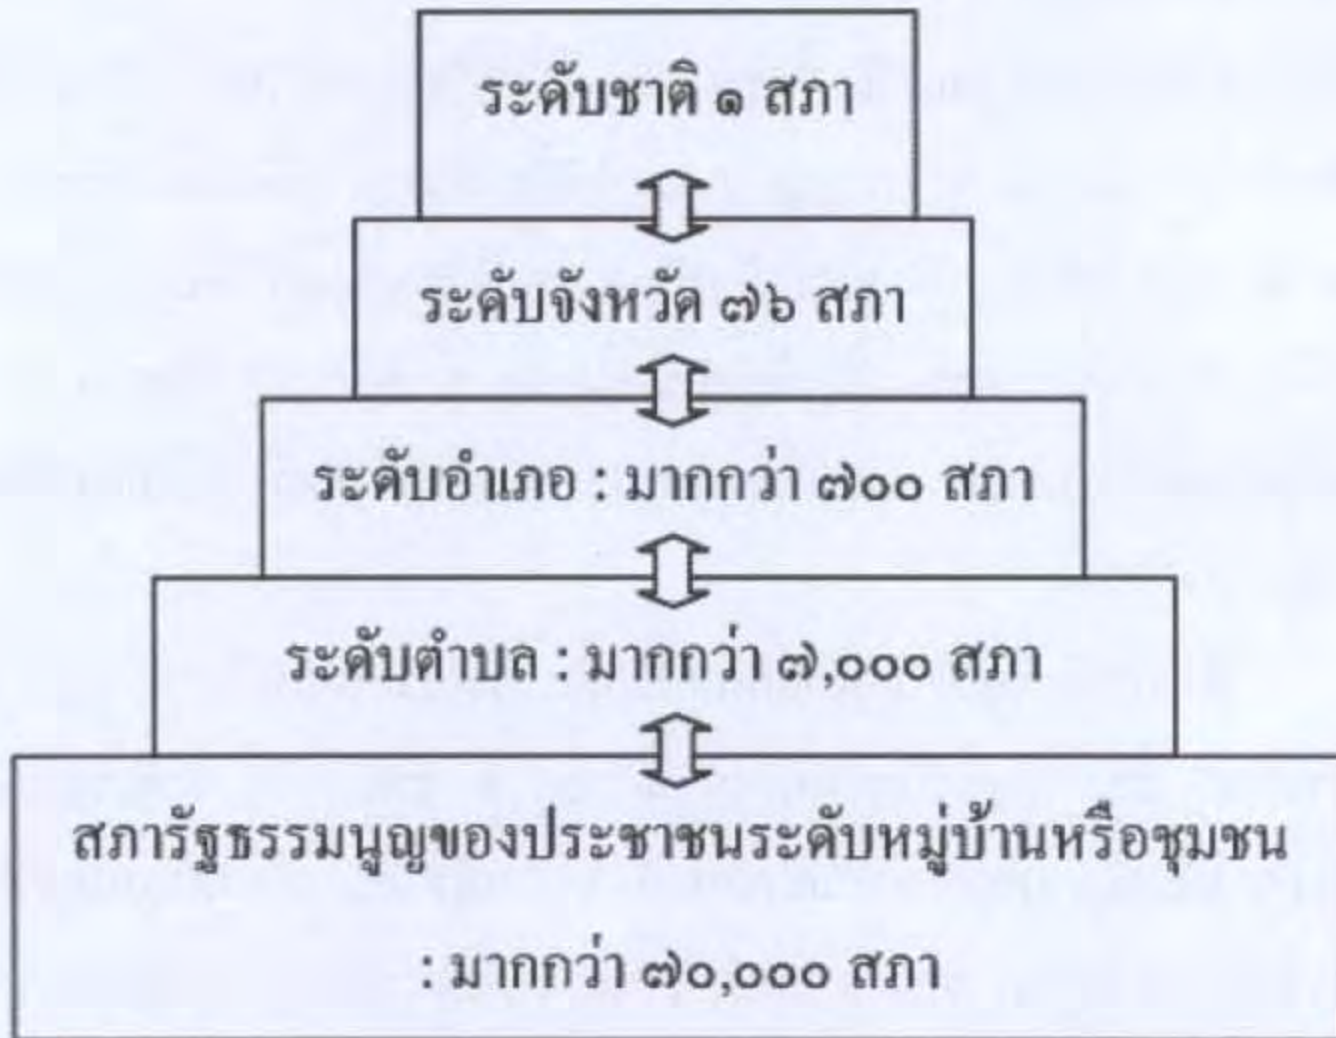 ระดับชาติ ๑ สภา
ระดับจังหวัด ๗๖ สภา
ระดับอำเภอ : มากกว่า ๗๐๐ สภา
ระดับตำบล : มากกว่า ๗,๐๐๐ สภา
สภารัฐธรรมนูญของประชาชนระดับหมู่บ้านหรือชุมชน
: มากกว่า ๗๐,๐๐๐ สภา